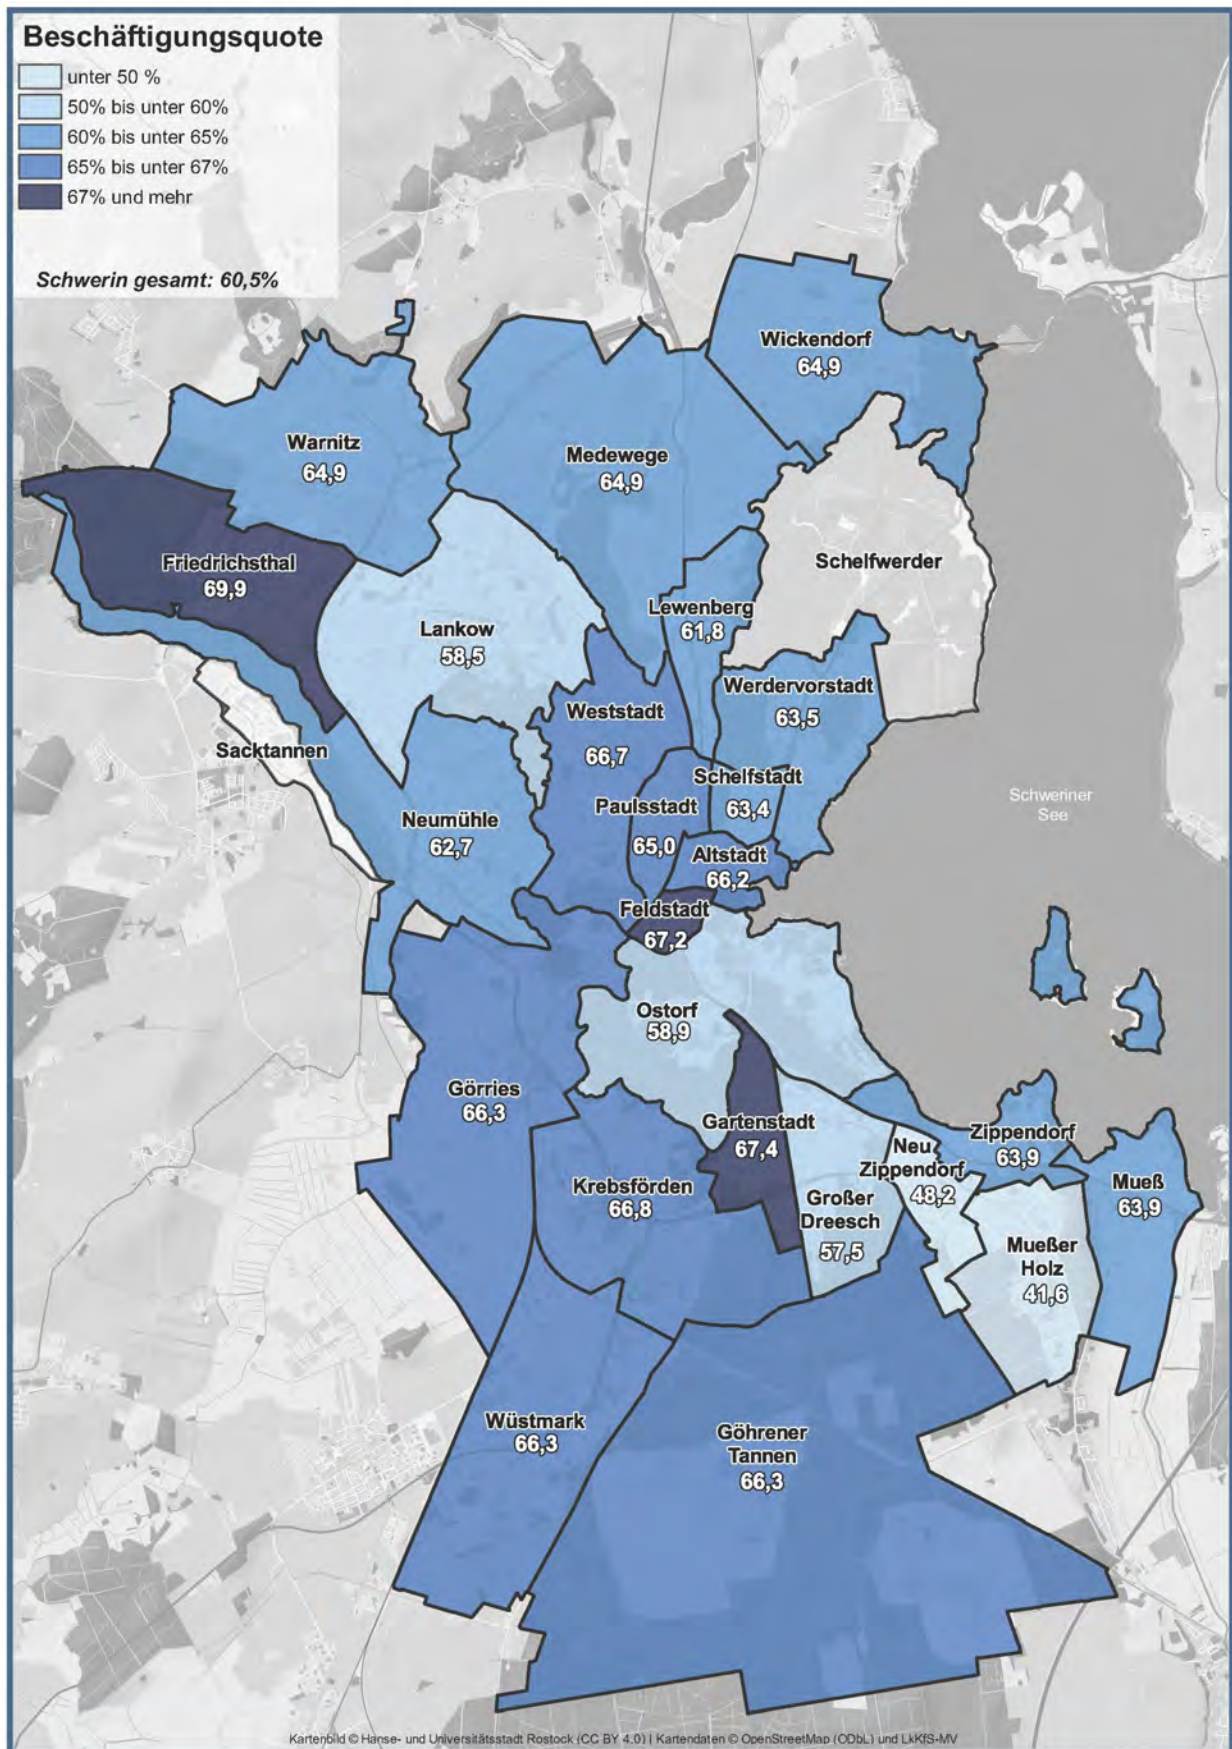 Beschäftigungsquote
unter 50 %
50% bis unter 60%
60% bis unter 65%
65% bis unter 67%
67% und mehr
Schwerin gesamt: 60,5%
Wickendorf
64,9
Warnitz
64,9
Medewege
64,9
Friedrichsthal
69,9
Schelfwerder
Lewenberg
61,8
Lankow
58,5
Werdervorstadt
63,5
Weststadt
66,7
Sacktannen
Schelfstadt
63,4
Paulsstadt
65,0
Schweriner
See
Neumühle
62,7
Altstadt
66,2
Feldstadt
67,2
Ostorf
58,9
Görries
66,3
Gartenstadt
67,4
Zippendorf
63,9
Neu
Zippendorf
48,2
Mueß
63,9
Krebsförden
66,8
Großer
Dreesch
57,5
Mueßer
Holz
41,6
Wüstmark
66,3
Göhrener
Tannen
66,3
Kartenbild © Hanse- und Universitätsstadt Rostock (CC BY 4.0) | Kartendaten © OpenStreetMap (ODbL) und LkKfS-MV